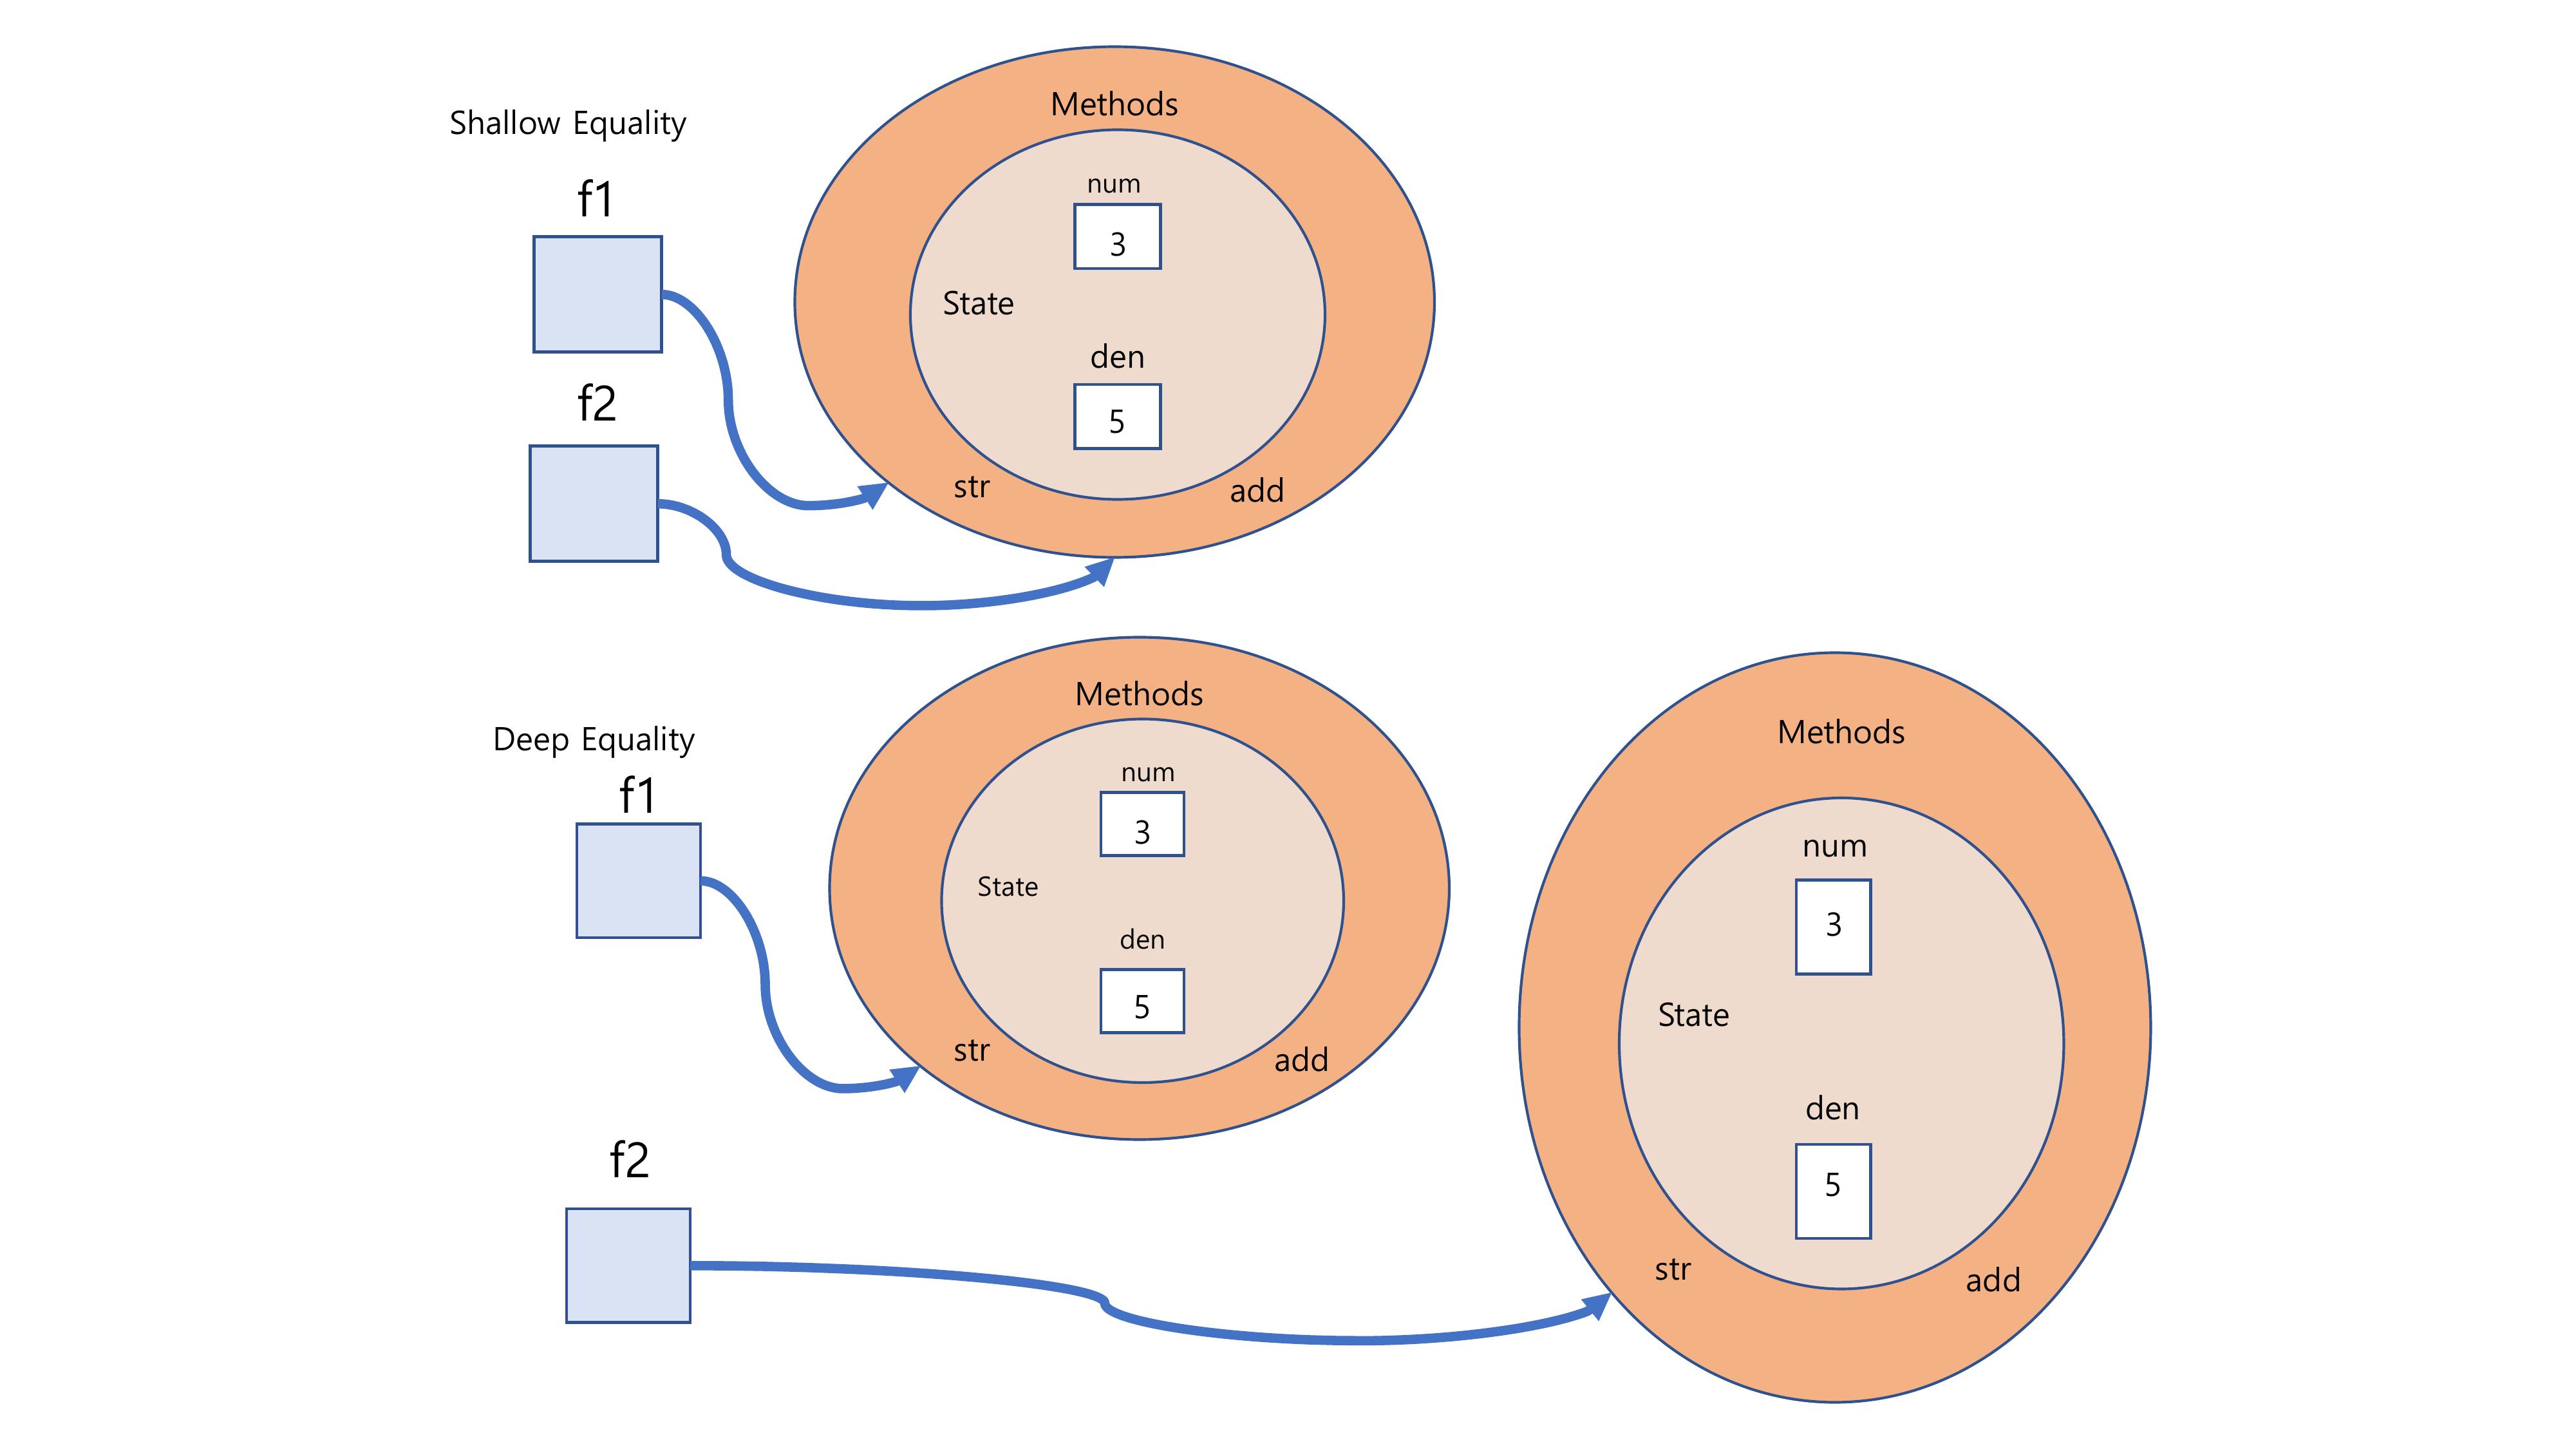 Shallow Equality
f1
f2
Methods
num
3
State
den
5
str
add
Deep Equality
f1
f2
Methods
num
3
State
den
5
str
add
Methods
num
3
State
den
5
str
add